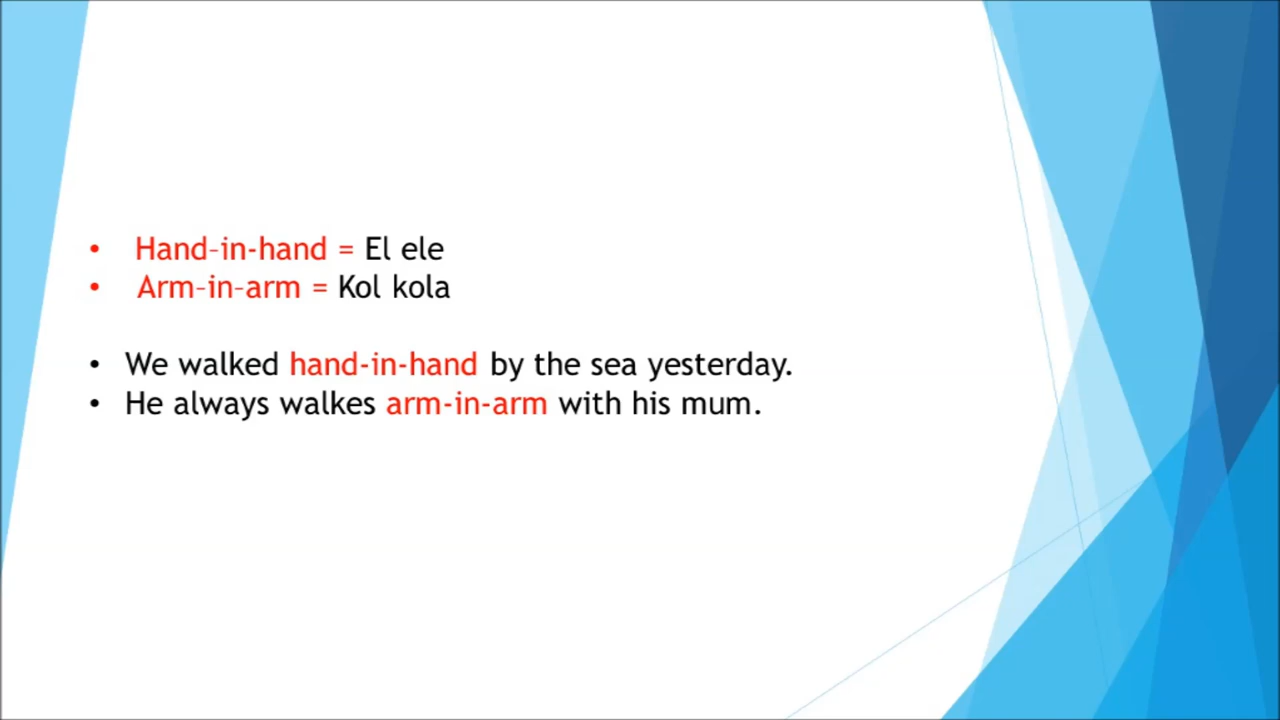 • Hand-in-hand = El ele
• Arm-in-arm = Kol kola
• We walked hand-in-hand by the sea yesterday.
• He always walkes arm-in-arm with his mum.